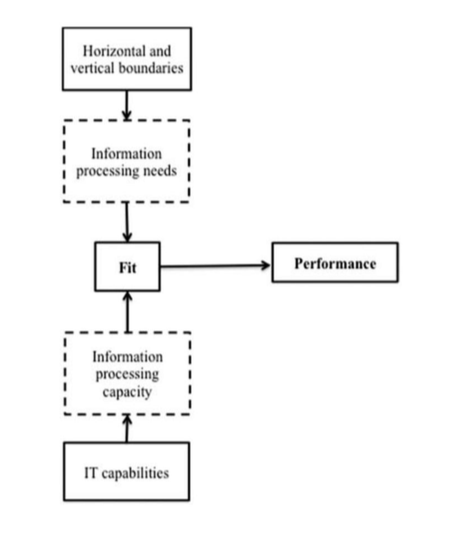 Horizontal and
vertical boundaries
Information
processing needs
Fit
Performance
Information
processing
capacity
IT capabilities